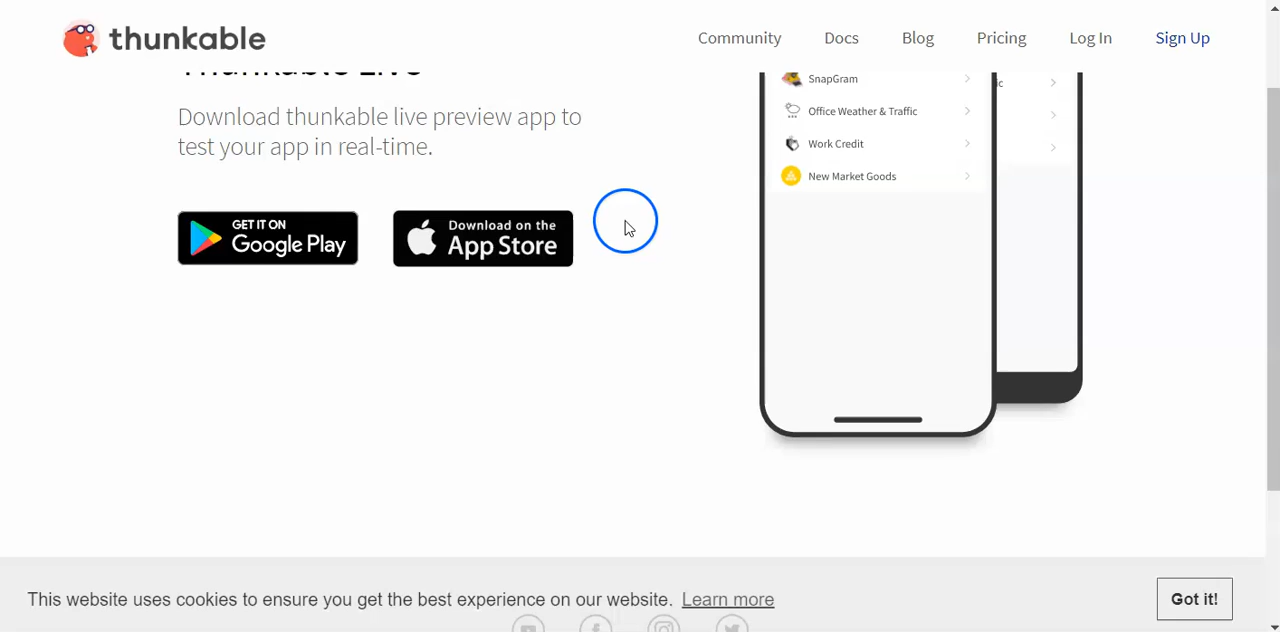 thunkable
Community
Docs
Blog
Pricing
Log In
Sign Up
Thunkable Live
Download thunkable live preview app to
test your app in real-time.
GET IT ON
Google Play
Download on the
App Store
SnapGram
Office Weather & Traffic
Work Credit
New Market Goods
ic
This website uses cookies to ensure you get the best experience on our website. Learn more
Got it!